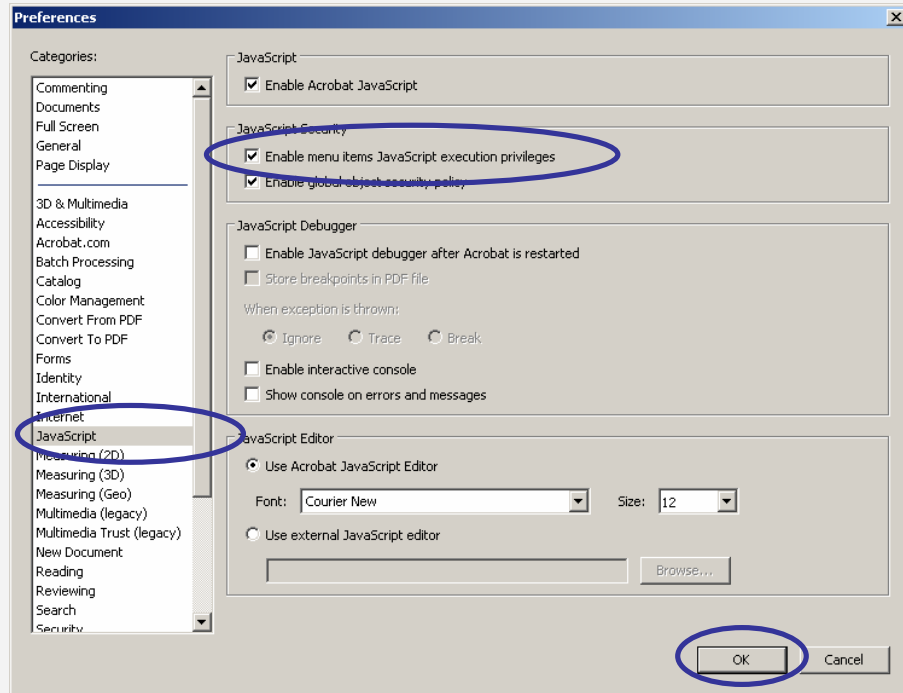 Preferences
Categories:
Commenting
Documents
Full Screen
General
Page Display
3D & Multimedia
Accessibility
Acrobat.com
Batch Processing
Catalog
Color Management
Convert From PDF
Convert To PDF
Forms
Identity
International
Internet
JavaScript
Measuring (2D)
Measuring (3D)
Measuring (Geo)
Multimedia (legacy)
Multimedia Trust (legacy)
New Document
Reading
Reviewing
Search
Security
JavaScript
Enable Acrobat JavaScript
JavaScript Security
Enable menu items JavaScript execution privileges
Enable global object security policy
JavaScript Debugger
Enable JavaScript debugger after Acrobat is restarted
Store breakpoints in PDF file
When exception is thrown:
Ignore Trace Break
Enable interactive console
Show console on errors and messages
JavaScript Editor
Use Acrobat JavaScript Editor
Font: Courier New Size: 12
Use external JavaScript editor
Browse...
OK Cancel